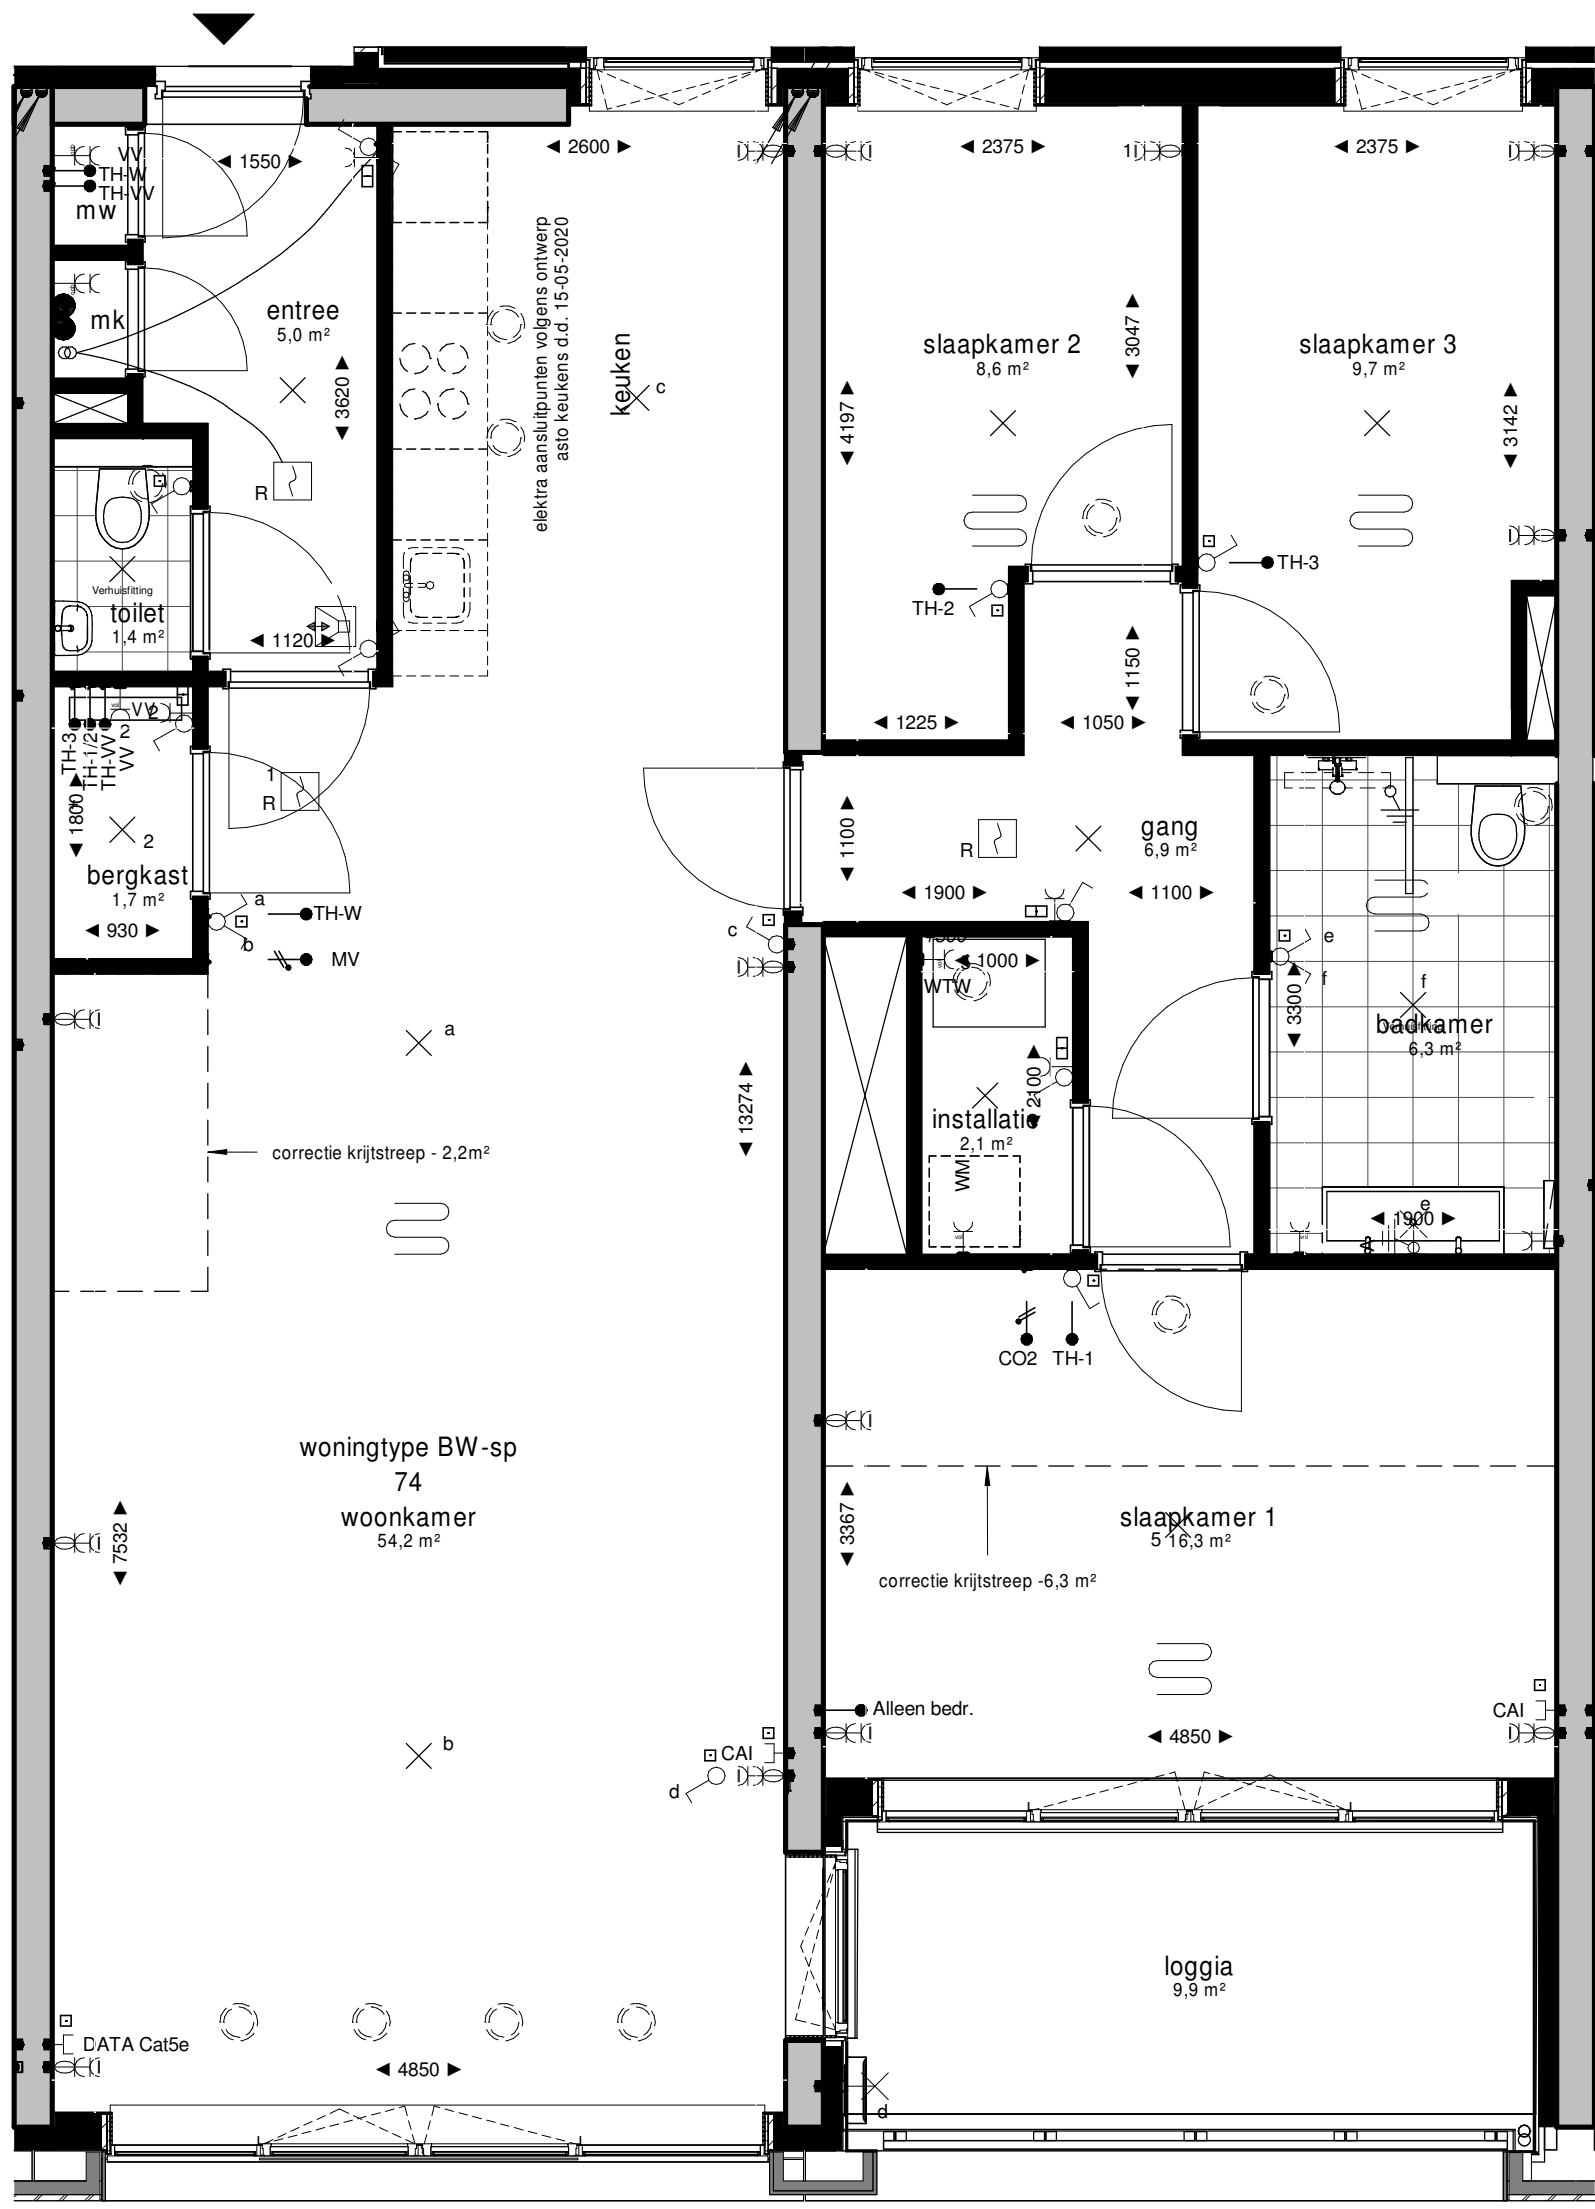 1550
2600
2375
2375
VV
TH-W
TH-VV
mw
mk
entree
5,0 m²
3620
R
elektra aansluitpunten volgens ontwerp
asto keukens d.d. 15-05-2020
keuken
c
slaapkamer 2
8,6 m²
3047
4197
slaapkamer 3
9,7 m²
3142
TH-3
TH-2
Verhuisfitting
toilet
1,4 m²
1120
1150
1225
1050
VV
2
TH-3
TH-1/2
TH-VV
VV 2
1800
1
R
2
bergkast
1,7 m²
930
a
b
TH-W
MV
1100
R
gang
6,9 m²
1900
1100
c
1000
WTW
e
f
f
3300
badkamer
6,3 m²
a
13274
2100
installatie
2,1 m²
WM
correctie krijtstreep - 2,2m²
e
1900
CO2
TH-1
woningtype BW-sp
74
woonkamer
54,2 m²
7532
3367
slaapkamer 1
5 16,3 m²
correctie krijtstreep -6,3 m²
Alleen bedr.
CAI
4850
b
CAI
d
loggia
9,9 m²
DATA Cat5e
4850
d